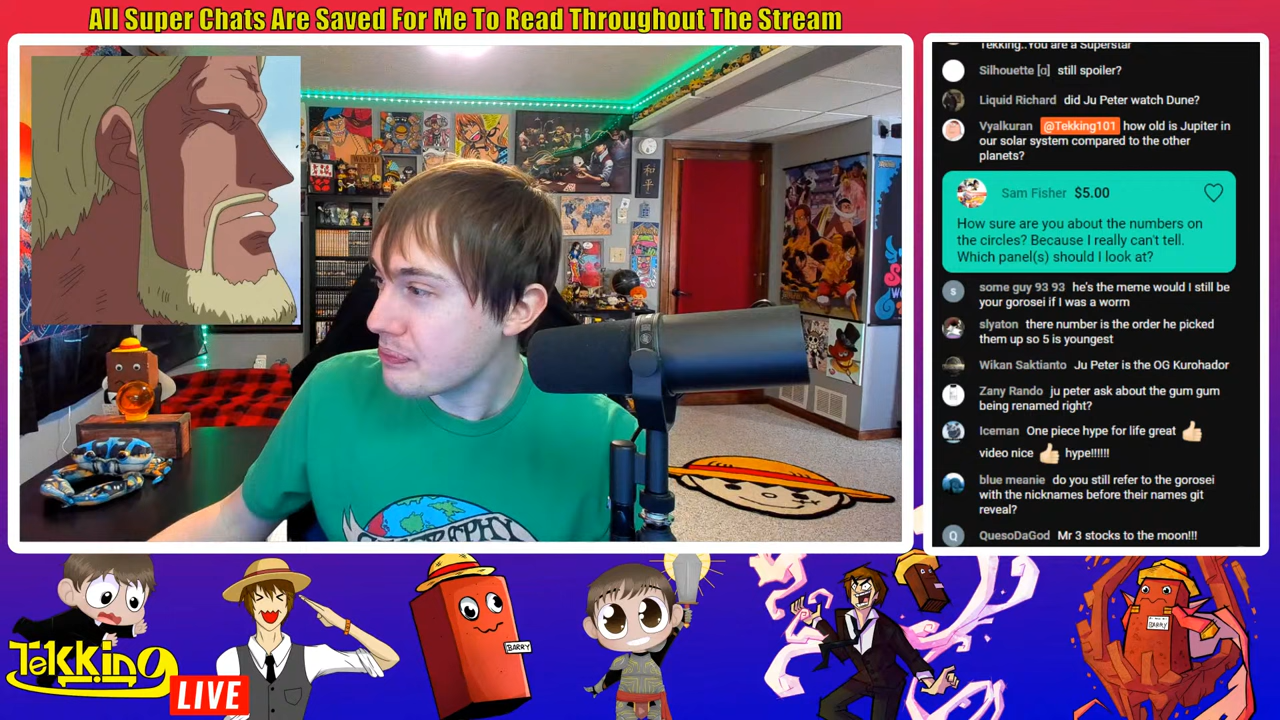 All Super Chats Are Saved For Me To Read Throughout The Stream
WANTED
和平
GEOGRAPHY
Tekking..You are a Superstar
Silhouette [α] still spoiler?
Liquid Richard did Ju Peter watch Dune?
Vyalkuran @Tekking101 how old is Jupiter in
our solar system compared to the other
planets?
Sam Fisher $5.00
How sure are you about the numbers on
the circles? Because I really can't tell.
Which panel(s) should I look at?
S
some guy 93 93 he's the meme would I still be
your gorosei if I was a worm
slyaton there number is the order he picked
them up so 5 is youngest
Wikan Saktianto Ju Peter is the OG Kurohador
Zany Rando ju peter ask about the gum gum
being renamed right?
Iceman One piece hype for life great 👍
video nice 👍 hype!!!!!!
blue meanie do you still refer to the gorosei
with the nicknames before their names git
reveal?
Q
QuesoDaGod Mr 3 stocks to the moon!!!
TeKKinG
LIVE
BARRY
BARRY